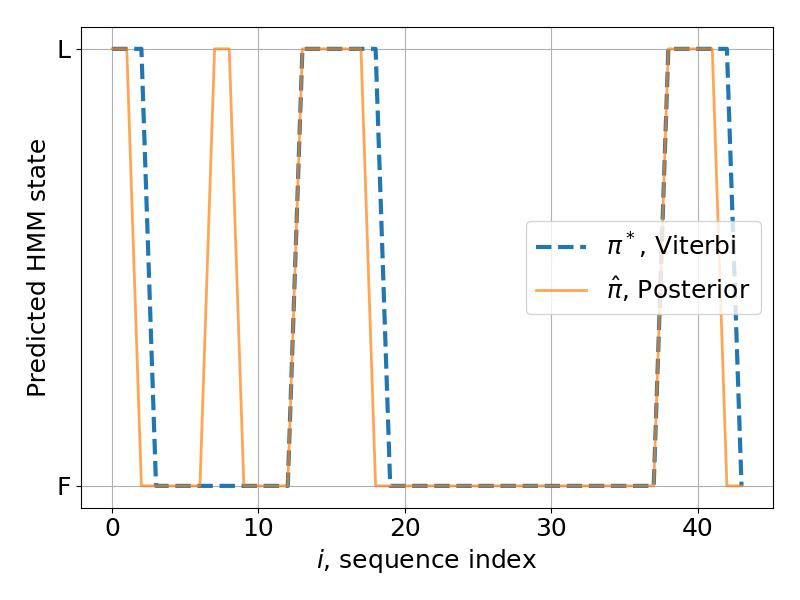 L
F
Predicted HMM state
π*, Viterbi
π̂, Posterior
0 10 20 30 40
i, sequence index